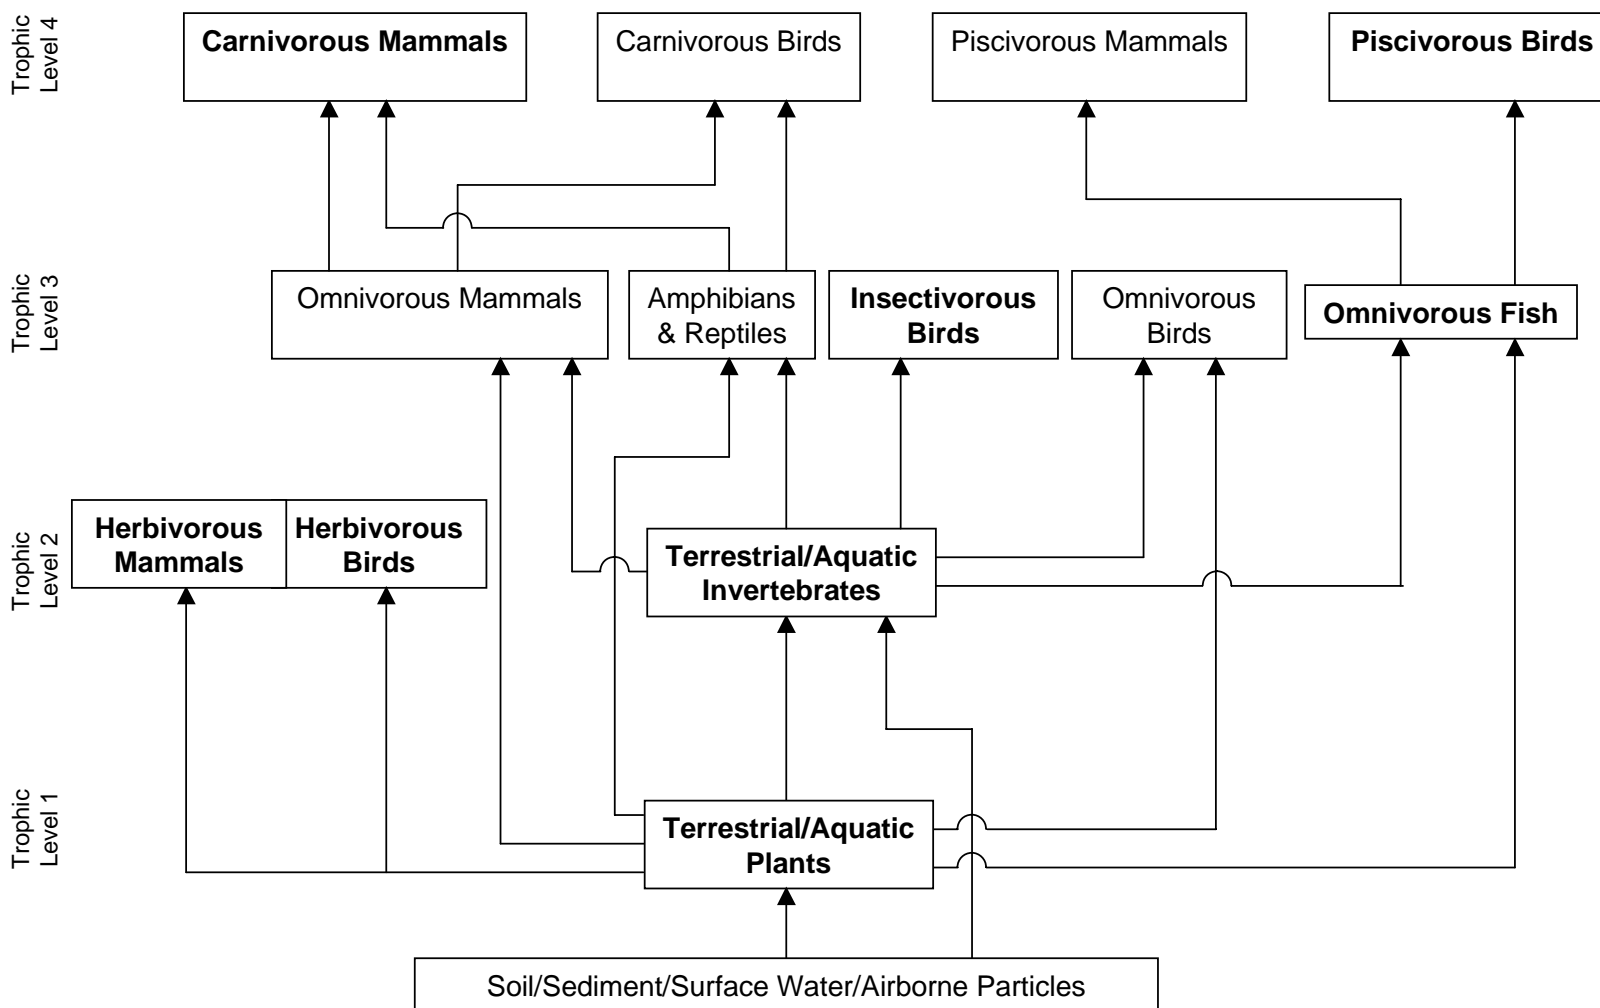 Trophic
Level 4
Carnivorous Mammals
Carnivorous Birds
Piscivorous Mammals
Piscivorous Birds
Trophic
Level 3
Omnivorous Mammals
Amphibians
& Reptiles
Insectivorous
Birds
Omnivorous
Birds
Omnivorous Fish
Trophic
Level 2
Herbivorous
Mammals
Herbivorous
Birds
Terrestrial/Aquatic
Invertebrates
Trophic
Level 1
Terrestrial/Aquatic
Plants
Soil/Sediment/Surface Water/Airborne Particles